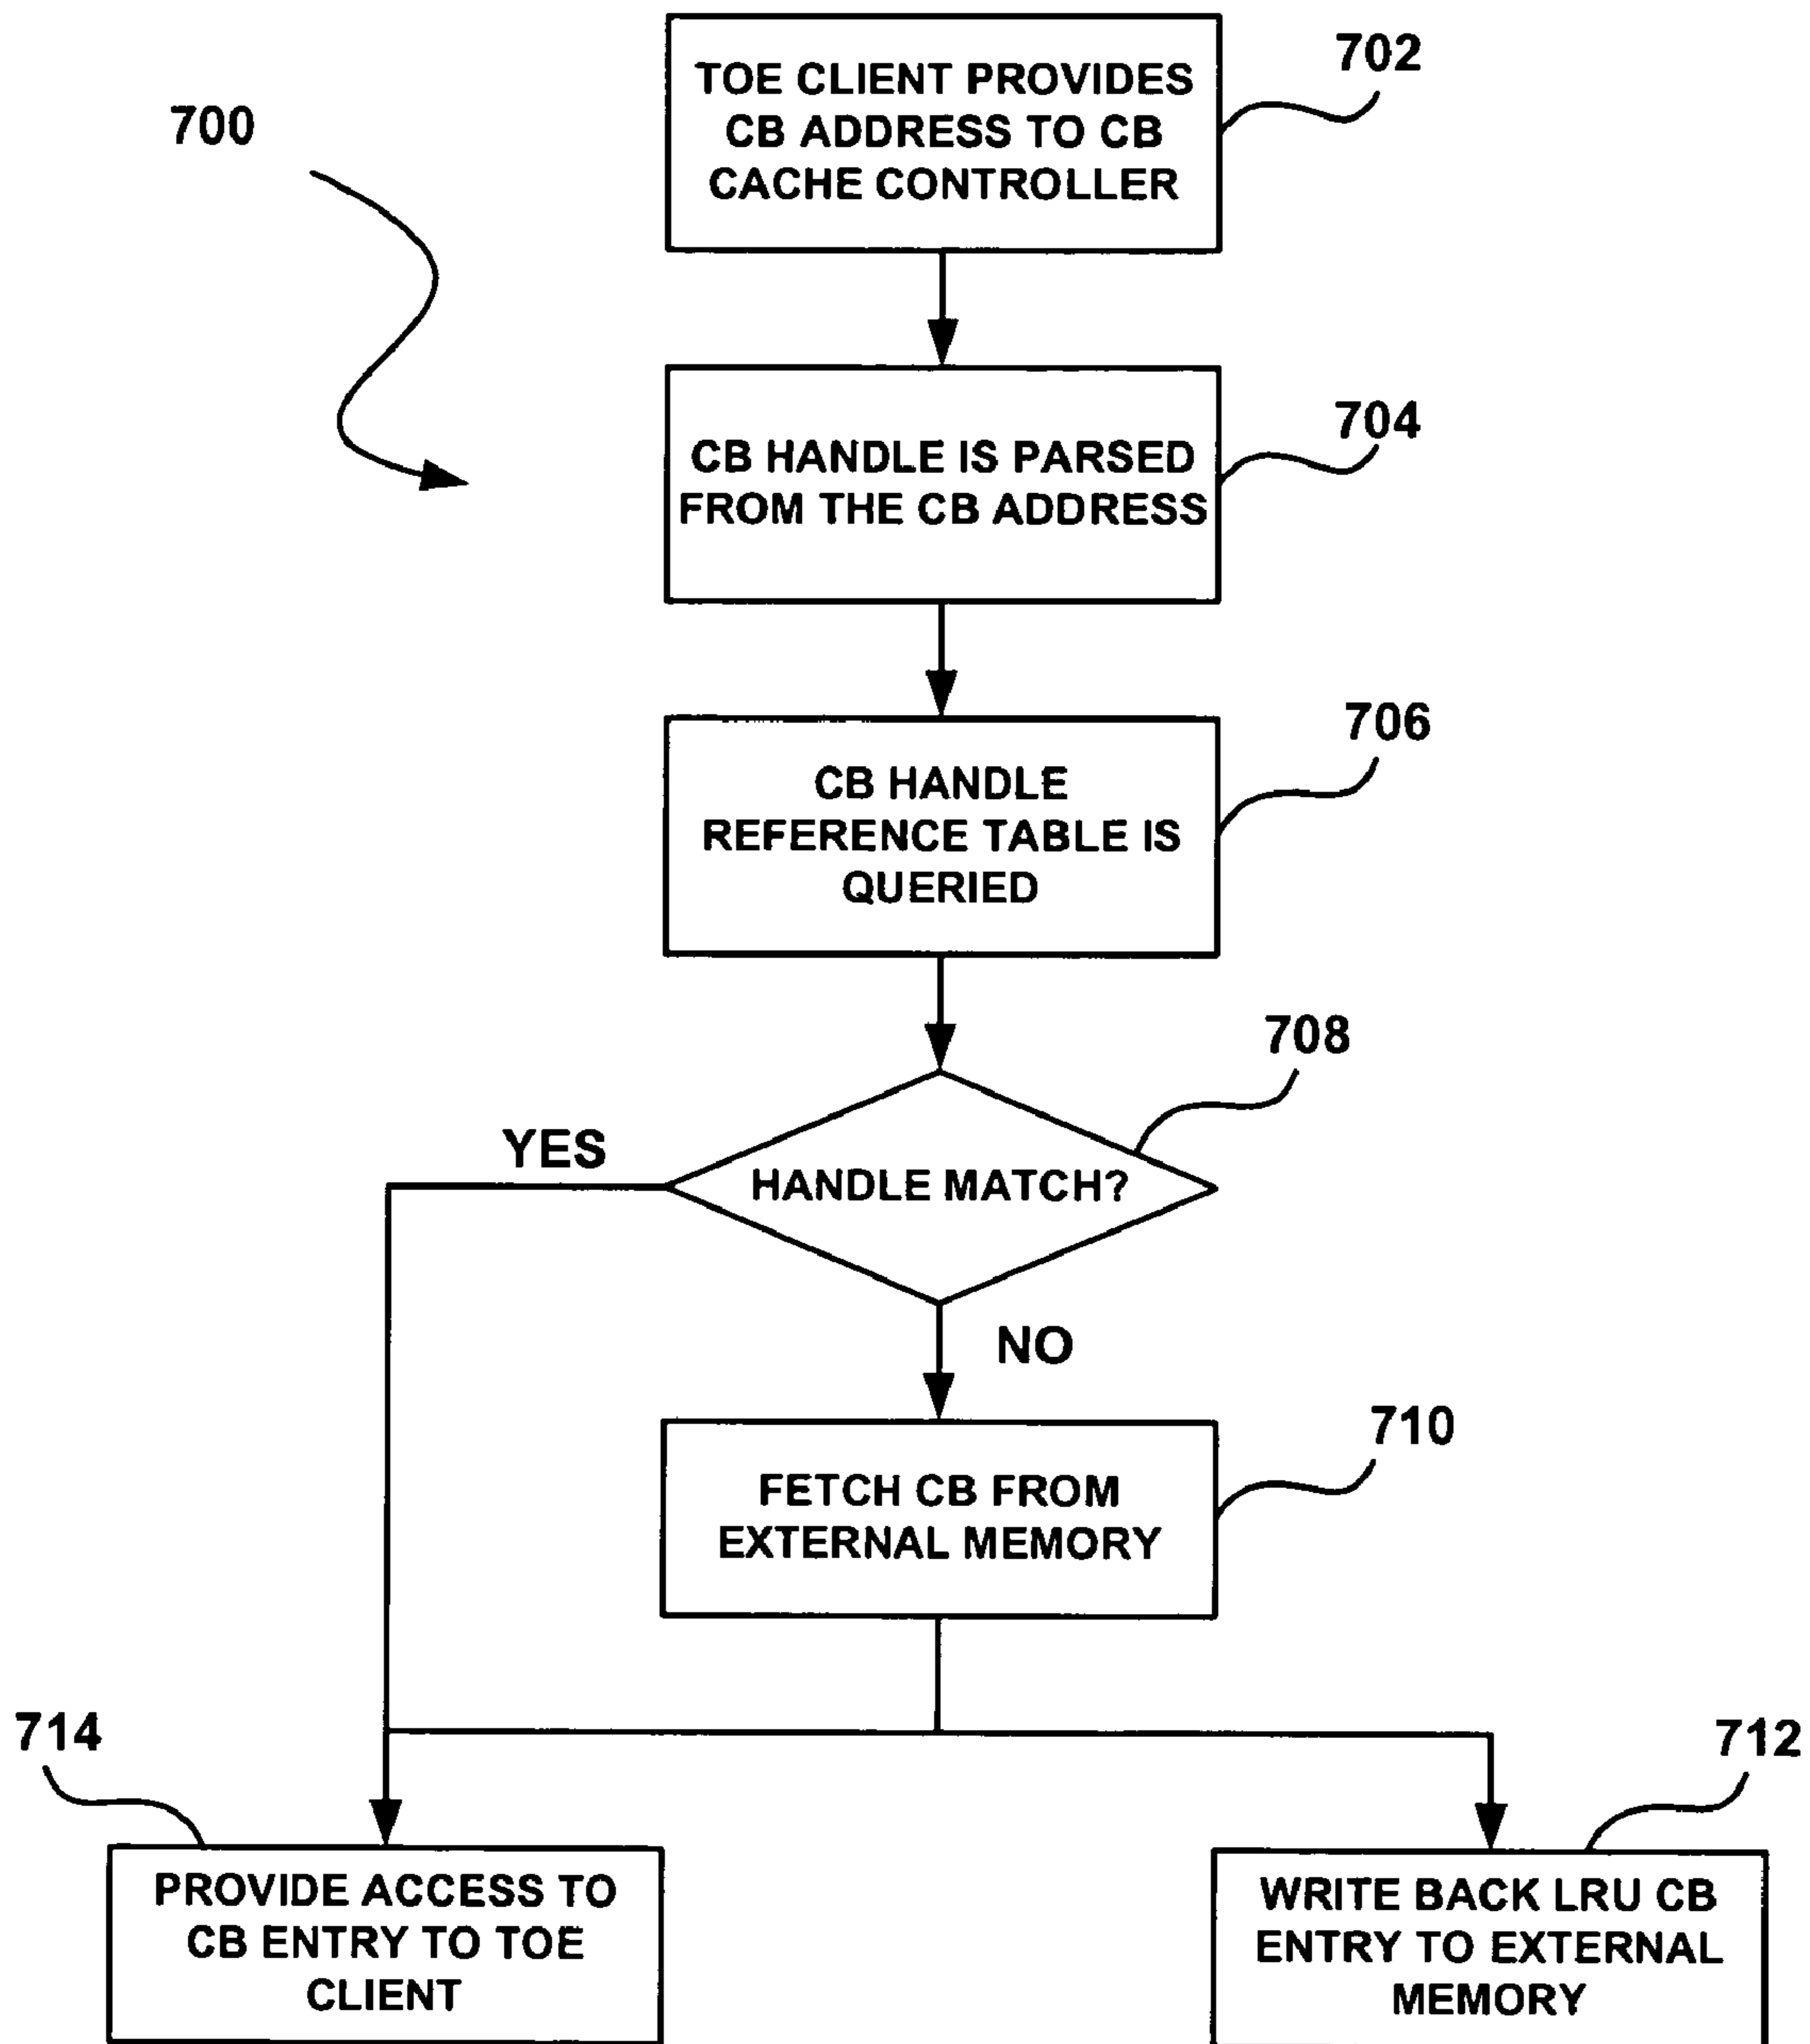 700
702
TOE CLIENT PROVIDES
CB ADDRESS TO CB
CACHE CONTROLLER
704
CB HANDLE IS PARSED
FROM THE CB ADDRESS
706
CB HANDLE
REFERENCE TABLE IS
QUERIED
708
YES
HANDLE MATCH?
NO
710
FETCH CB FROM
EXTERNAL MEMORY
714
712
PROVIDE ACCESS TO
CB ENTRY TO TOE
CLIENT
WRITE BACK LRU CB
ENTRY TO EXTERNAL
MEMORY